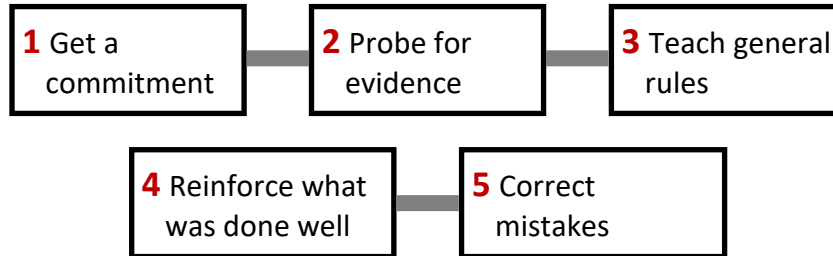 1 Get a
commitment
2 Probe for
evidence
3 Teach general
rules
4 Reinforce what
was done well
5 Correct
mistakes